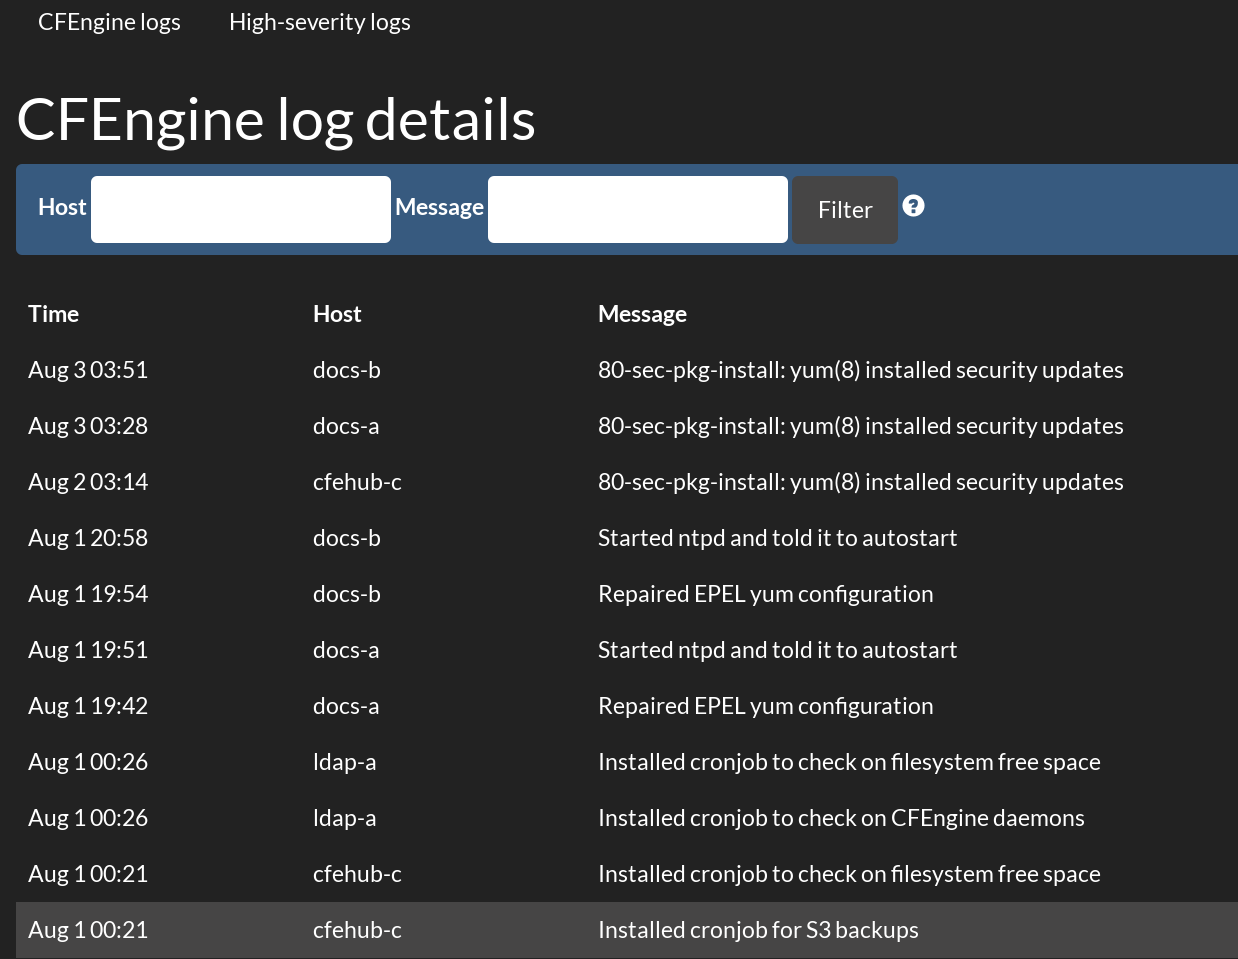 CFEngine logs High-severity logs
CFEngine log details
Host Message Filter ?
Time Host Message
Aug 3 03:51 docs-b 80-sec-pkg-install: yum(8) installed security updates
Aug 3 03:28 docs-a 80-sec-pkg-install: yum(8) installed security updates
Aug 2 03:14 cfehub-c 80-sec-pkg-install: yum(8) installed security updates
Aug 1 20:58 docs-b Started ntpd and told it to autostart
Aug 1 19:54 docs-b Repaired EPEL yum configuration
Aug 1 19:51 docs-a Started ntpd and told it to autostart
Aug 1 19:42 docs-a Repaired EPEL yum configuration
Aug 1 00:26 ldap-a Installed cronjob to check on filesystem free space
Aug 1 00:26 ldap-a Installed cronjob to check on CFEngine daemons
Aug 1 00:21 cfehub-c Installed cronjob to check on filesystem free space
Aug 1 00:21 cfehub-c Installed cronjob for S3 backups